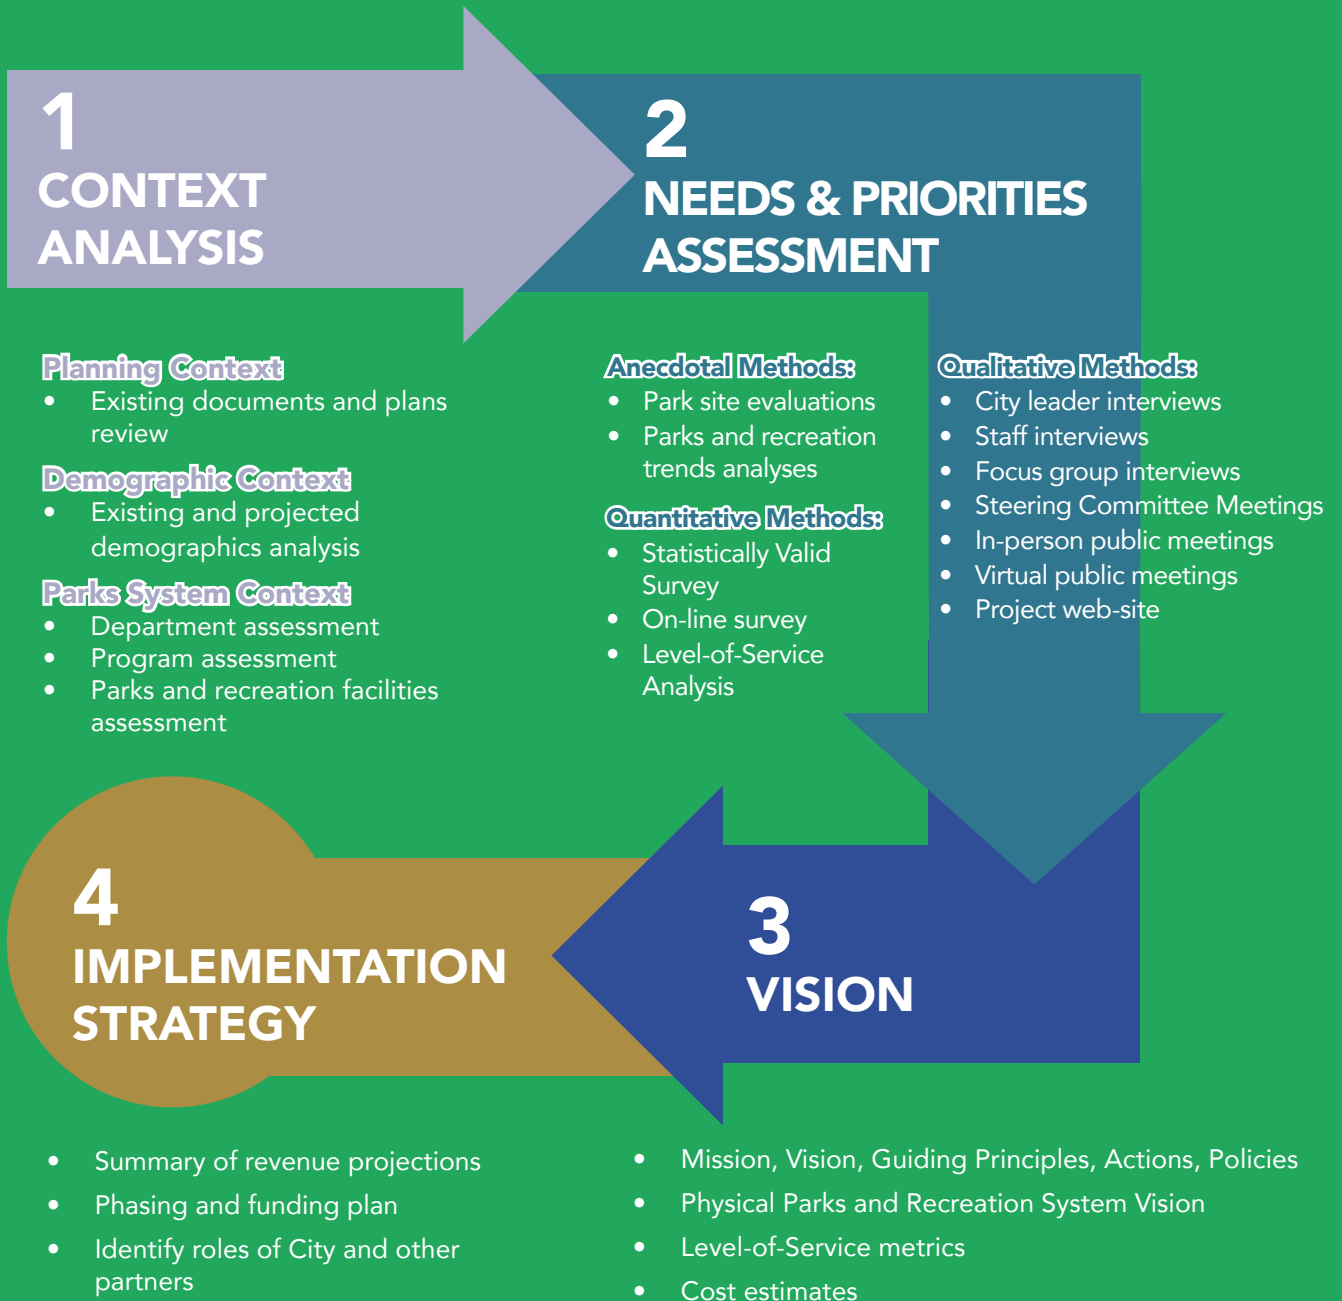 1
CONTEXT
ANALYSIS
Planning Context
• Existing documents and plans
review
Demographic Context
• Existing and projected
demographics analysis
Parks System Context
• Department assessment
• Program assessment
• Parks and recreation facilities
assessment
2
NEEDS & PRIORITIES
ASSESSMENT
Anecdotal Methods:
• Park site evaluations
• Parks and recreation
trends analyses
Quantitative Methods:
• Statistically Valid
Survey
• On-line survey
• Level-of-Service
Analysis
Qualitative Methods:
• City leader interviews
• Staff interviews
• Focus group interviews
• Steering Committee Meetings
• In-person public meetings
• Virtual public meetings
• Project web-site
3
VISION
• Mission, Vision, Guiding Principles, Actions, Policies
• Physical Parks and Recreation System Vision
• Level-of-Service metrics
• Cost estimates
4
IMPLEMENTATION
STRATEGY
• Summary of revenue projections
• Phasing and funding plan
• Identify roles of City and other
partners